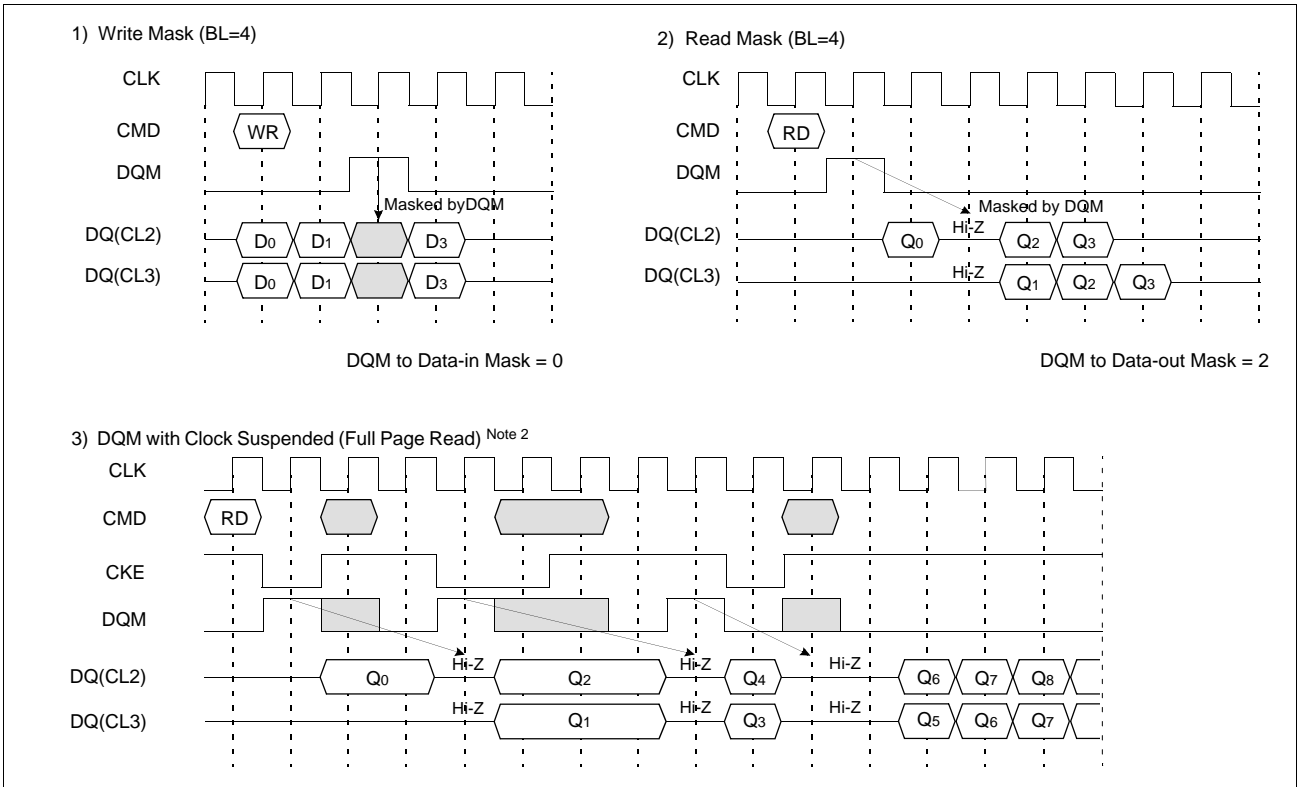 1) Write Mask (BL=4)
CLK
CMD
WR
DQM
Masked byDQM
DQ(CL2)
D0 D1 D3
DQ(CL3)
D0 D1 D3
DQM to Data-in Mask = 0
2) Read Mask (BL=4)
CLK
CMD
RD
DQM
Masked by DQM
DQ(CL2)
Q0 Hi-Z Q2 Q3
DQ(CL3)
Hi-Z Q1 Q2 Q3
DQM to Data-out Mask = 2
3) DQM with Clock Suspended (Full Page Read) Note 2
CLK
CMD
RD
CKE
DQM
DQ(CL2)
Q0 Hi-Z Q2 Hi-Z Q4 Hi-Z Q6 Q7 Q8
DQ(CL3)
Hi-Z Q1 Hi-Z Q3 Hi-Z Q5 Q6 Q7